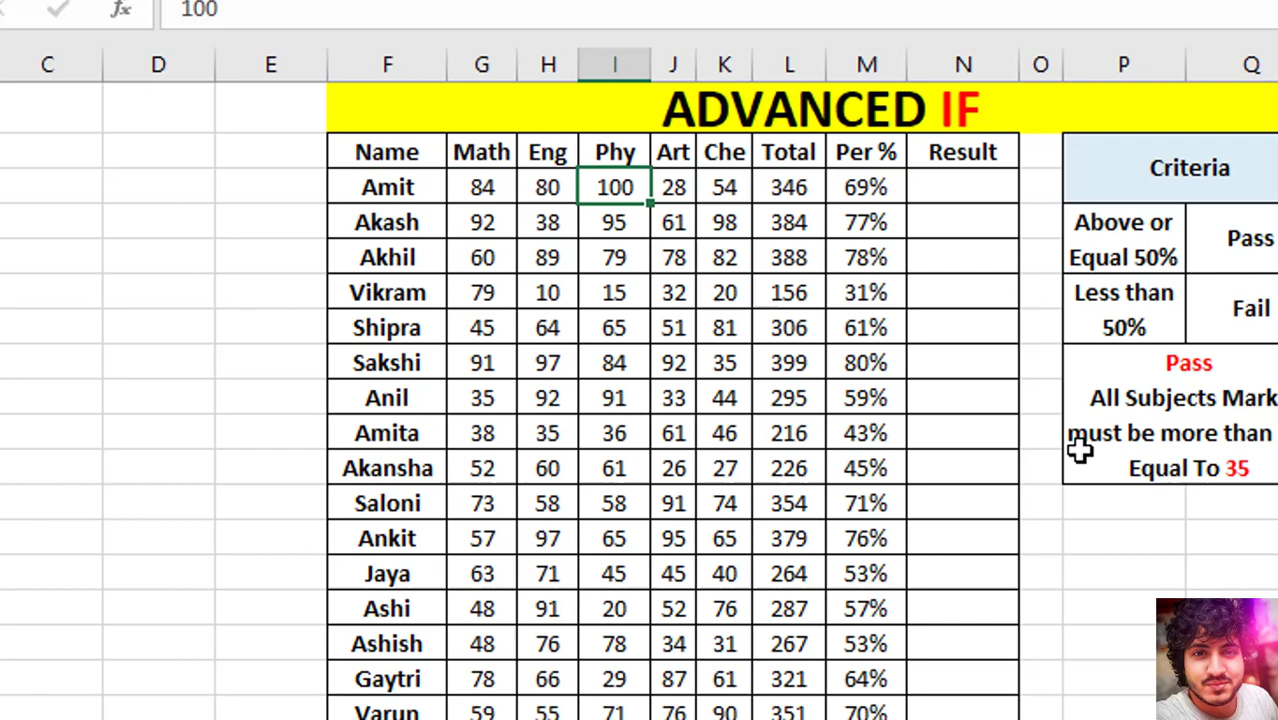 fx 100
C D E F G H I J K L M N O P Q
ADVANCED IF
Name Math Eng Phy Art Che Total Per % Result
Amit 84 80 100 28 54 346 69%
Akash 92 38 95 61 98 384 77%
Akhil 60 89 79 78 82 388 78%
Vikram 79 10 15 32 20 156 31%
Shipra 45 64 65 51 81 306 61%
Sakshi 91 97 84 92 35 399 80%
Anil 35 92 91 33 44 295 59%
Amita 38 35 36 61 46 216 43%
Akansha 52 60 61 26 27 226 45%
Saloni 73 58 58 91 74 354 71%
Ankit 57 97 65 95 65 379 76%
Jaya 63 71 45 45 40 264 53%
Ashi 48 91 20 52 76 287 57%
Ashish 48 76 78 34 31 267 53%
Gaytri 78 66 29 87 61 321 64%
Varun 59 55 71 76 90 351 70%
Criteria
Above or
Equal 50%
Pass
Less than
50%
Fail
Pass
All Subjects Mark
must be more than
Equal To 35